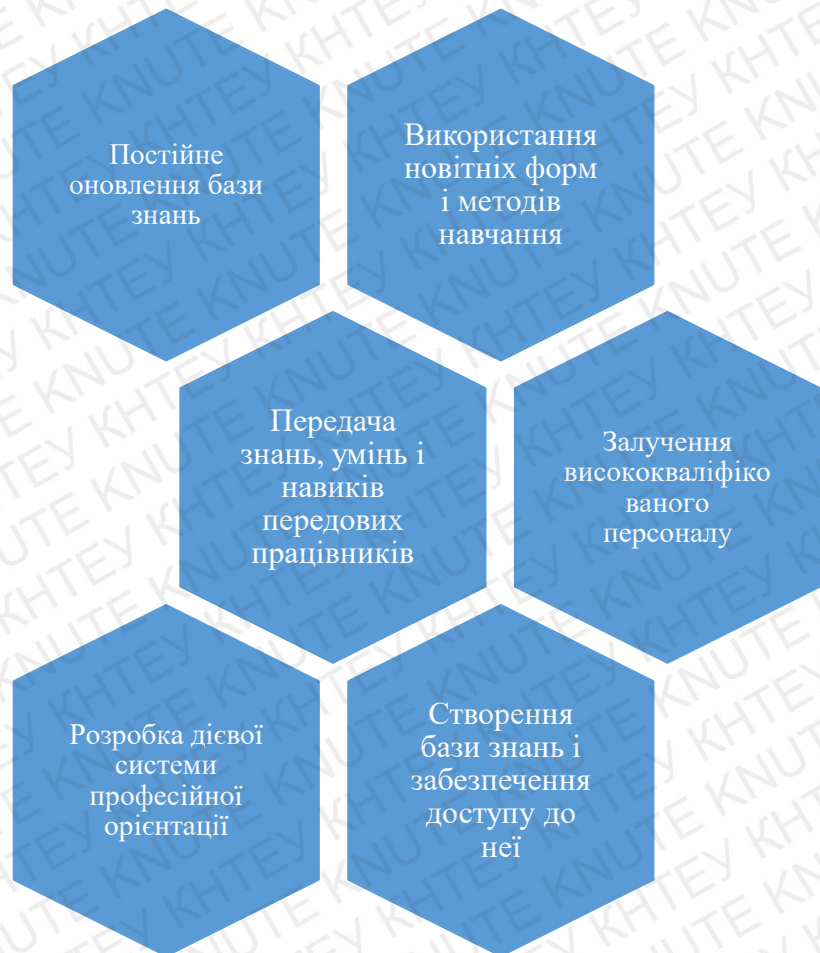 Постійне
оновлення бази
знань
Використання
новітніх форм
і методів
навчання
Передача
знань, умінь і
навиків
передових
працівників
Залучення
висококваліфіко
ваного
персоналу
Розробка дієвої
системи
професійної
орієнтації
Створення
бази знань і
забезпечення
доступу до
неї